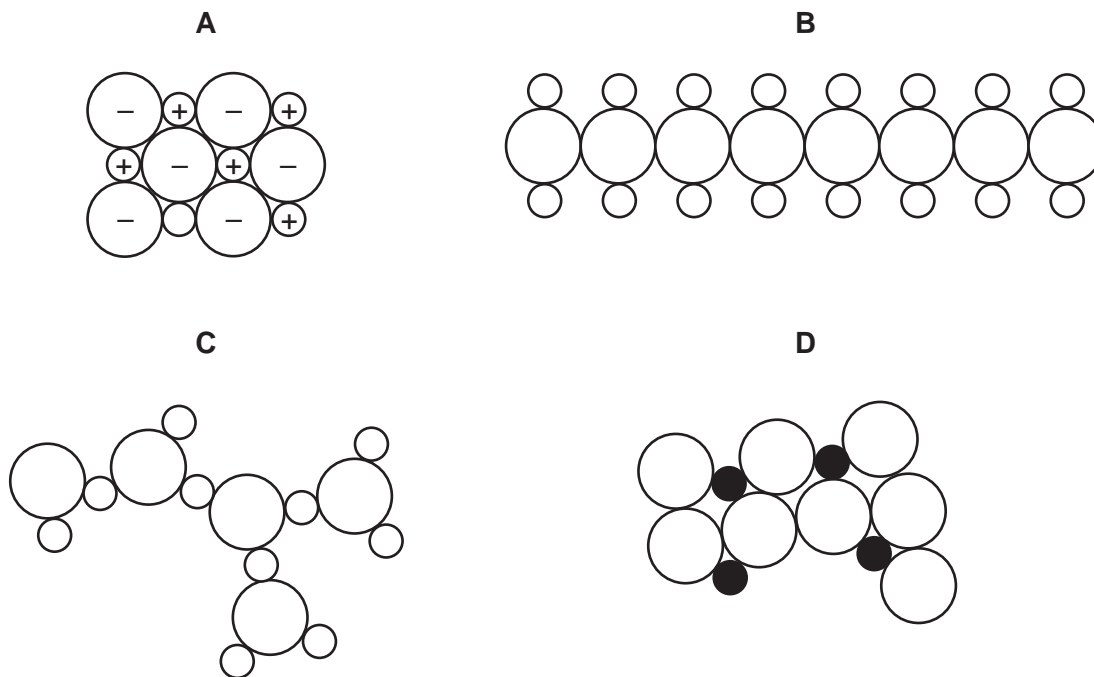 A
B
− + − +
+ − + −
− − +
C
D